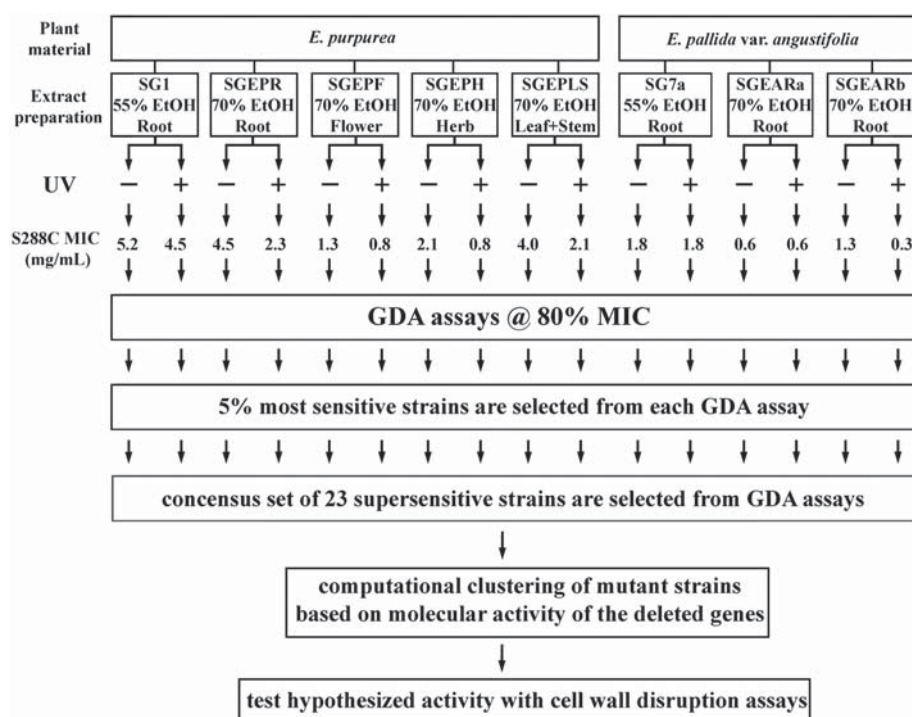 Plant
material
E. purpurea
E. pallida var. angustifolia
Extract
preparation
SG1
55% EtOH
Root
SGEPR
70% EtOH
Root
SGEPF
70% EtOH
Flower
SGEPH
70% EtOH
Herb
SGEPLS
70% EtOH
Leaf+Stem
SG7a
55% EtOH
Root
SGEARa
70% EtOH
Root
SGEARb
70% EtOH
Root
UV − + − + − + − + − + − + − + − +
S288C MIC
(mg/mL)
5.2 4.5 4.5 2.3 1.3 0.8 2.1 0.8 4.0 2.1 1.8 1.8 0.6 0.6 1.3 0.3
GDA assays @ 80% MIC
5% most sensitive strains are selected from each GDA assay
concensus set of 23 supersensitive strains are selected from GDA assays
computational clustering of mutant strains
based on molecular activity of the deleted genes
test hypothesized activity with cell wall disruption assays